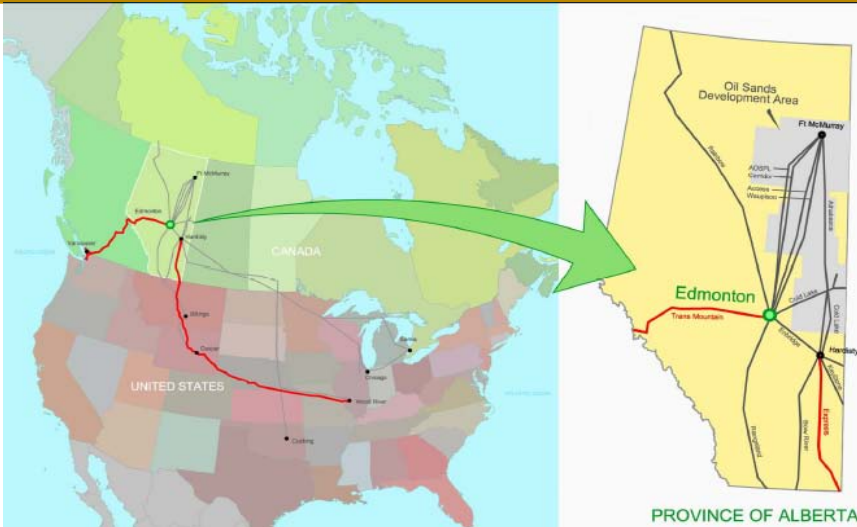 Ft McMurray
Edmonton
Hardisty
Vancouver
CANADA
Billings
Casper
UNITED STATES
Chicago
Wood River
Cushing
Oil Sands
Development Area
Ft McMurray
Rainbow
AOSPL
Corridor
Access
Waupisoo
Athabasca
Edmonton
Cold Lake
Cold Lake
Trans Mountain
Enbridge
Hardisty
Keystone
Rangeland
Bow River
Express
PROVINCE OF ALBERTA